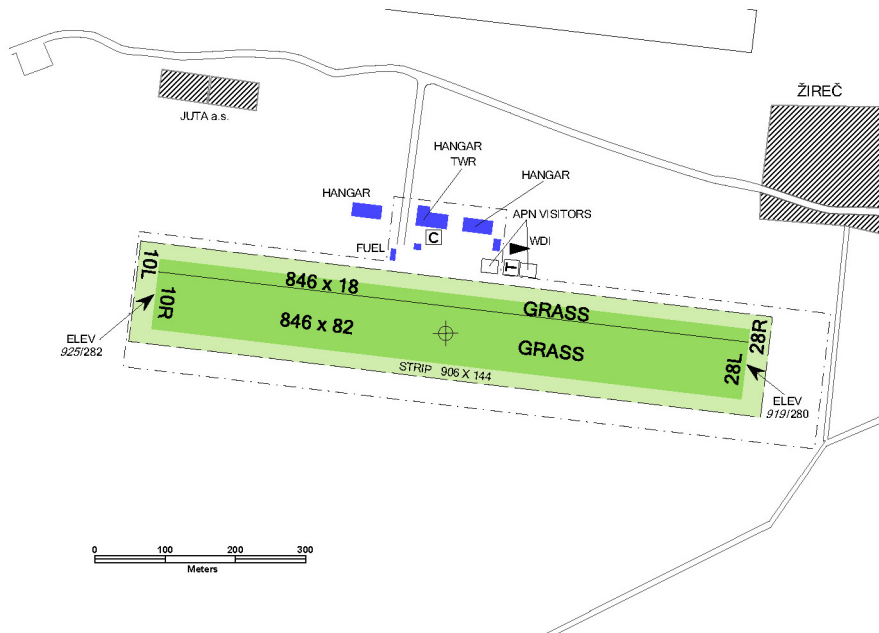 ŽIREČ
JUTA a.s.
HANGAR
TWR
HANGAR
HANGAR
APN VISITORS
C
WDI
FUEL
T
10L
846 x 18
GRASS
10R
846 x 82
GRASS
28R
28L
ELEV
925/282
STRIP 906 X 144
ELEV
919/280
0 100 200 300
Meters